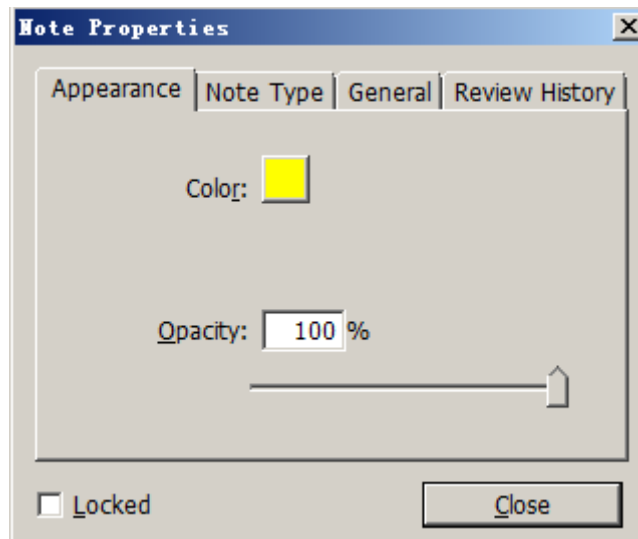 Note Properties
Appearance Note Type General Review History
Color:
Opacity: 100 %
Locked Close